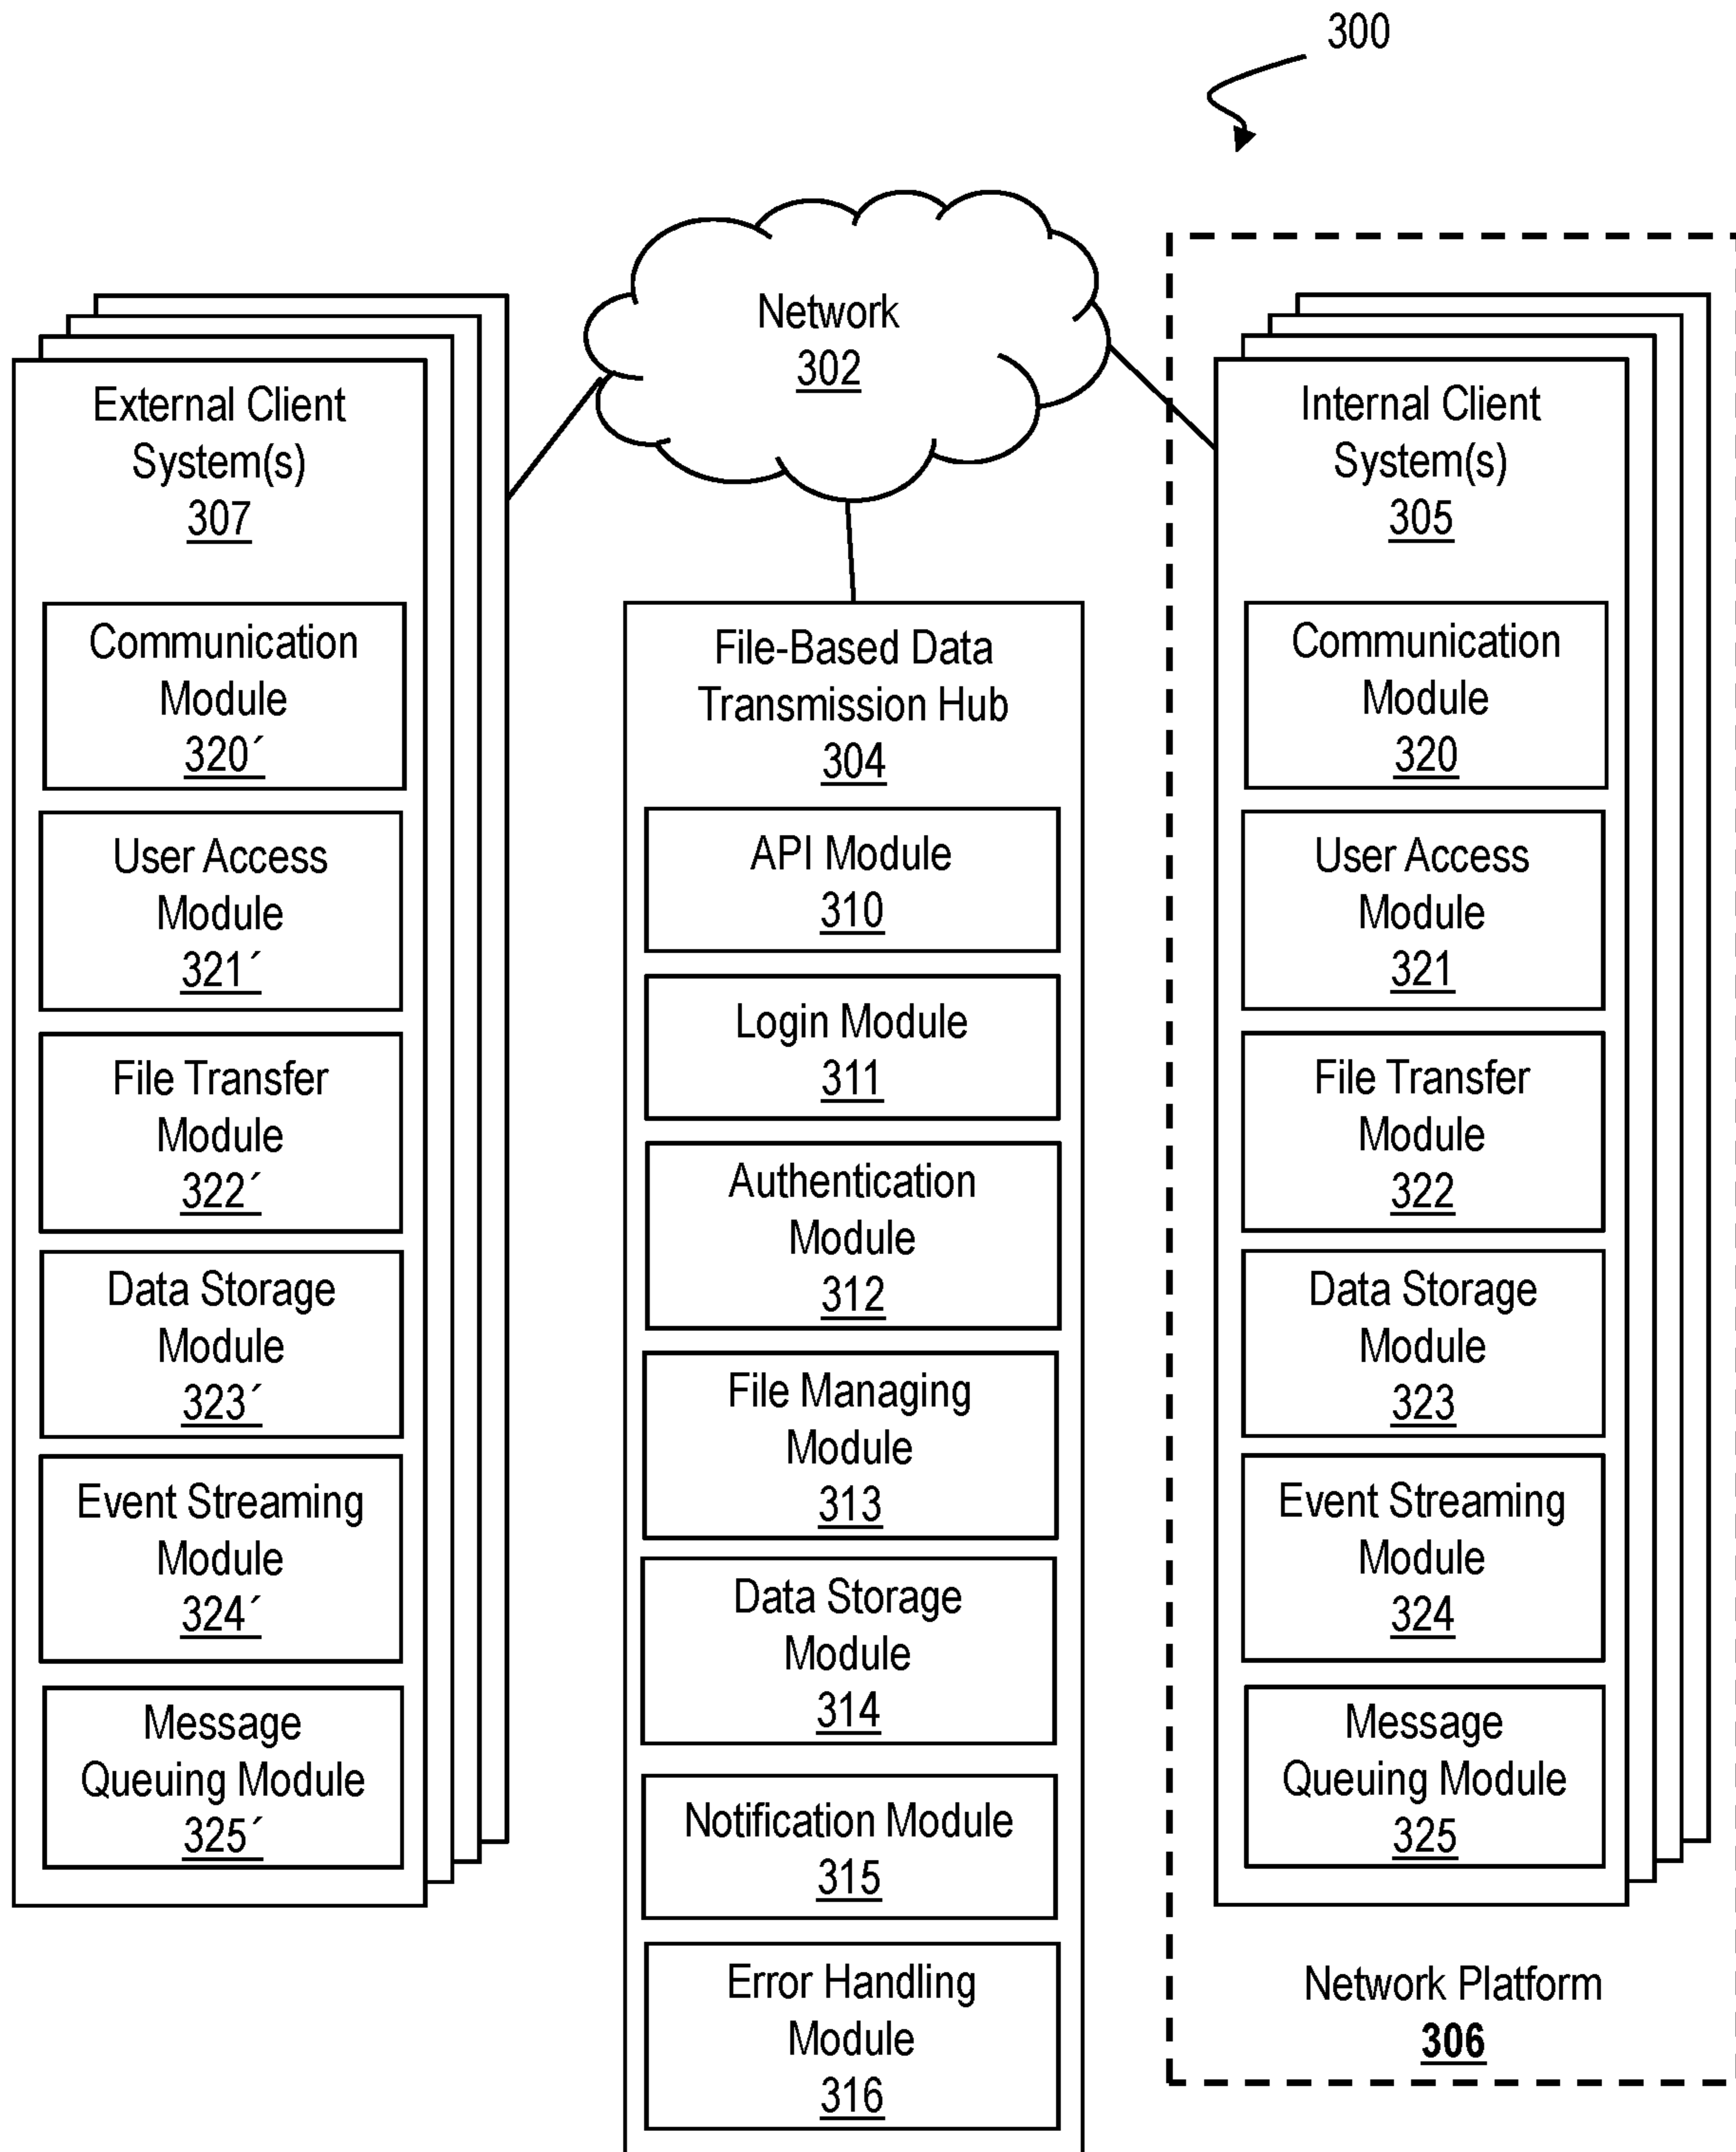 300
Network
302
External Client
System(s)
307
Communication
Module
320´
User Access
Module
321´
File Transfer
Module
322´
Data Storage
Module
323´
Event Streaming
Module
324´
Message
Queuing Module
325´
File-Based Data
Transmission Hub
304
API Module
310
Login Module
311
Authentication
Module
312
File Managing
Module
313
Data Storage
Module
314
Notification Module
315
Error Handling
Module
316
Internal Client
System(s)
305
Communication
Module
320
User Access
Module
321
File Transfer
Module
322
Data Storage
Module
323
Event Streaming
Module
324
Message
Queuing Module
325
Network Platform
306